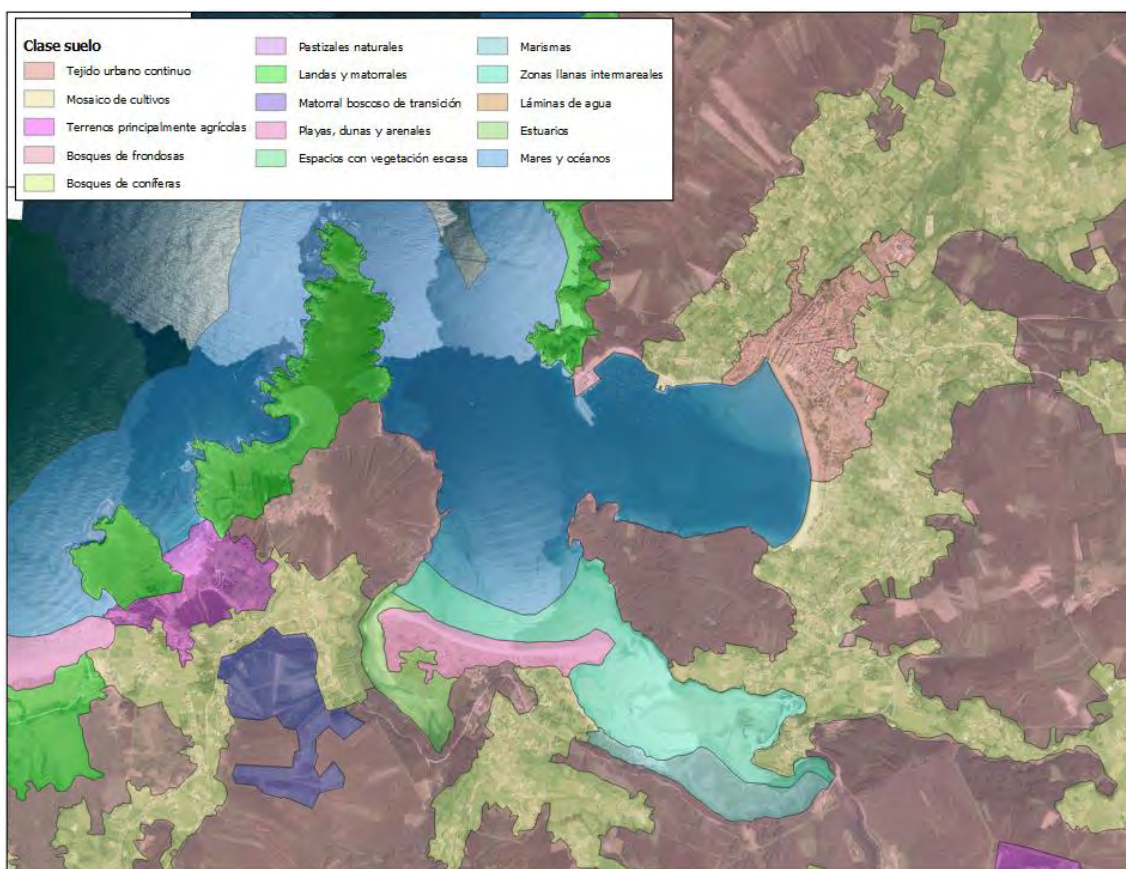 Clase suelo
Tejido urbano continuo
Mosaico de cultivos
Terrenos principalmente agrícolas
Bosques de frondosas
Bosques de coníferas
Pastizales naturales
Landas y matorrales
Matorral boscoso de transición
Playas, dunas y arenales
Espacios con vegetación escasa
Marismas
Zonas llanas intermareales
Láminas de agua
Estuarios
Mares y océanos